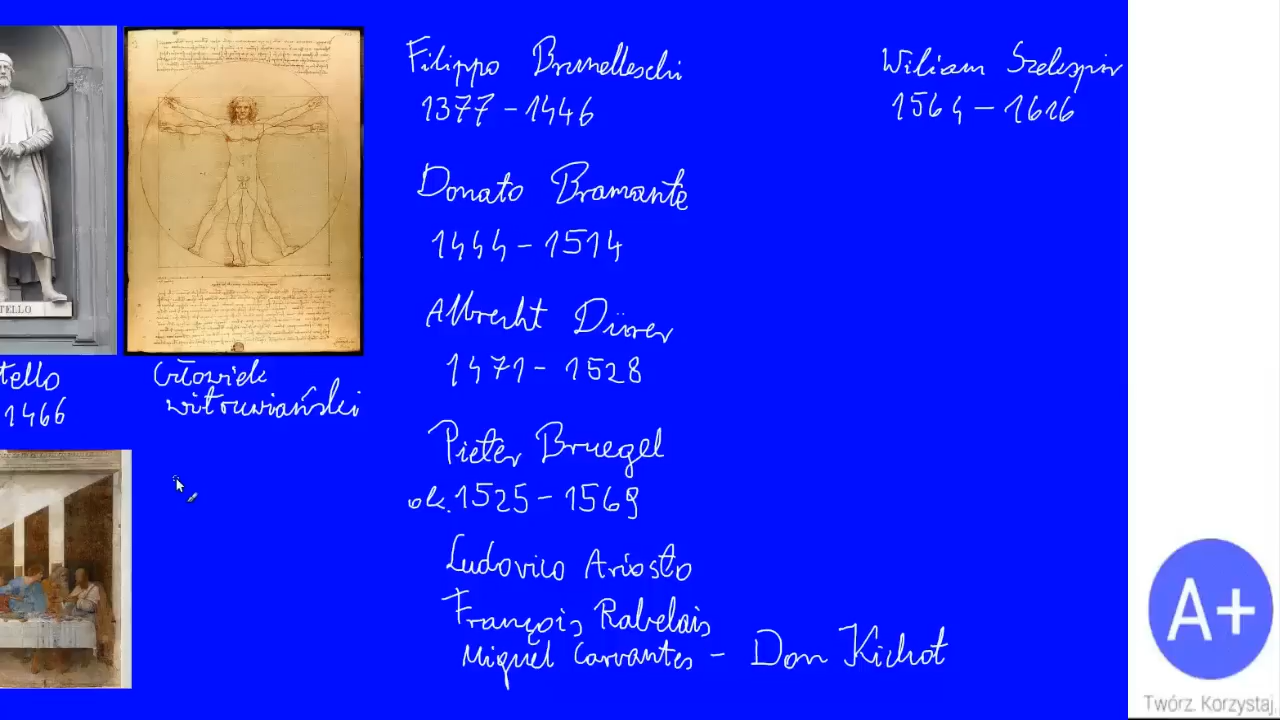 TELLO
tello
1466
Człowiek
witruwiański
Filippo Brunelleschi
1377 - 1446
Donato Bramante
1444 - 1514
Albrecht Dürer
1471 - 1528
Pieter Bruegel
ok. 1525 - 1569
Ludovico Ariosto
François Rabelais
Miguel Carvantes - Don Kichot
Wiliam Szekspir
1564 - 1616
A+
Twórz. Korzystaj